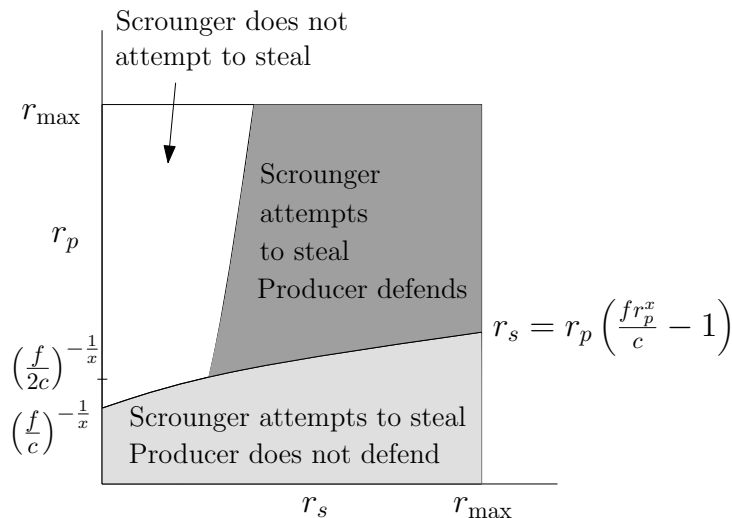 Scrounger does not
attempt to steal
r_max
Scrounger
attempts
to steal
Producer defends
r_p
r_s = r_p (f r_p^x / c − 1)
(f / 2c)^{−1/x}
(f / c)^{−1/x}
Scrounger attempts to steal
Producer does not defend
r_s
r_max